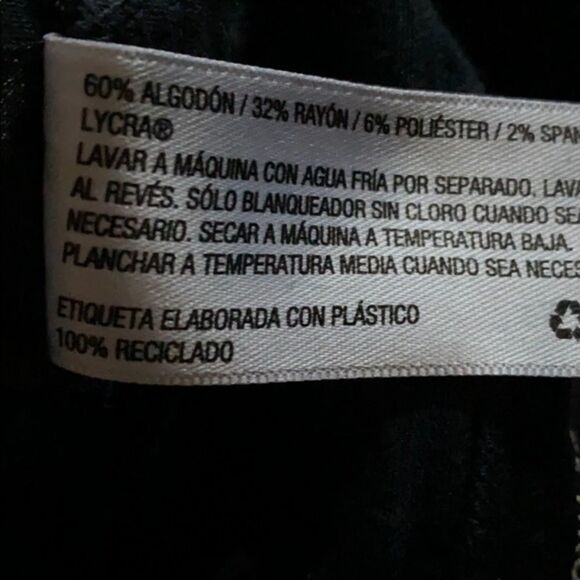 60% ALGODÓN / 32% RAYÓN / 6% POLIÉSTER / 2% SPAN
LYCRA®
LAVAR A MÁQUINA CON AGUA FRÍA POR SEPARADO. LAVA
AL REVÉS. SÓLO BLANQUEADOR SIN CLORO CUANDO SE
NECESARIO. SECAR A MÁQUINA A TEMPERATURA BAJA.
PLANCHAR A TEMPERATURA MEDIA CUANDO SEA NECES
ETIQUETA ELABORADA CON PLÁSTICO
100% RECICLADO